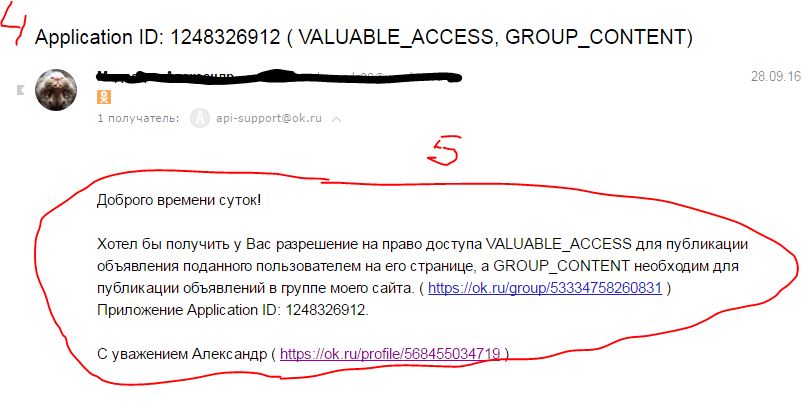 4
Application ID: 1248326912 ( VALUABLE_ACCESS, GROUP_CONTENT)
28.09.16
1 получатель: A api-support@ok.ru
5
Доброго времени суток!
Хотел бы получить у Вас разрешение на право доступа VALUABLE_ACCESS для публикации
объявления поданного пользователем на его странице, а GROUP_CONTENT необходим для
публикации объявлений в группе моего сайта. ( https://ok.ru/group/53334758260831 )
Приложение Application ID: 1248326912.
С уважением Александр ( https://ok.ru/profile/568455034719 )